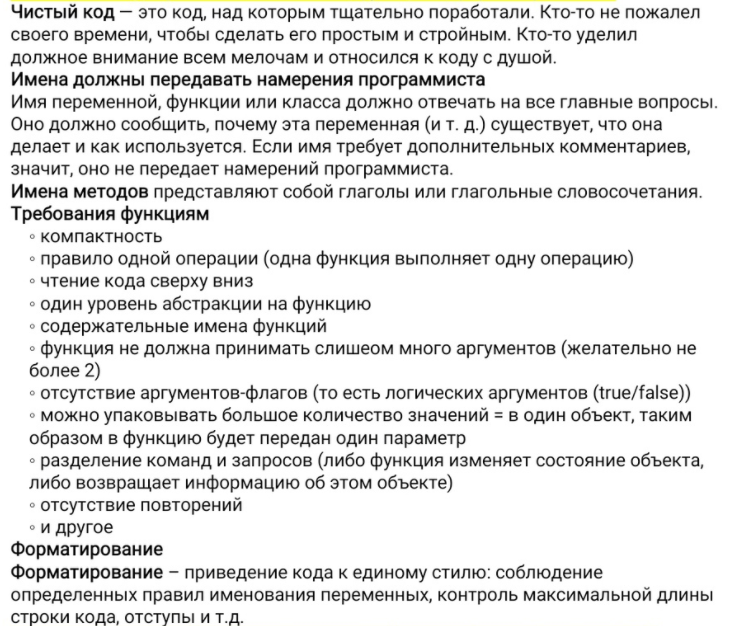 Чистый код — это код, над которым тщательно поработали. Кто-то не пожалел
своего времени, чтобы сделать его простым и стройным. Кто-то уделил
должное внимание всем мелочам и относился к коду с душой.
Имена должны передавать намерения программиста
Имя переменной, функции или класса должно отвечать на все главные вопросы.
Оно должно сообщить, почему эта переменная (и т. д.) существует, что она
делает и как используется. Если имя требует дополнительных комментариев,
значит, оно не передает намерений программиста.
Имена методов представляют собой глаголы или глагольные словосочетания.
Требования функциям
◦ компактность
◦ правило одной операции (одна функция выполняет одну операцию)
◦ чтение кода сверху вниз
◦ один уровень абстракции на функцию
◦ содержательные имена функций
◦ функция не должна принимать слишеом много аргументов (желательно не
более 2)
◦ отсутствие аргументов-флагов (то есть логических аргументов (true/false))
◦ можно упаковывать большое количество значений = в один объект, таким
образом в функцию будет передан один параметр
◦ разделение команд и запросов (либо функция изменяет состояние объекта,
либо возвращает информацию об этом объекте)
◦ отсутствие повторений
◦ и другое
Форматирование
Форматирование – приведение кода к единому стилю: соблюдение
определенных правил именования переменных, контроль максимальной длины
строки кода, отступы и т.д.